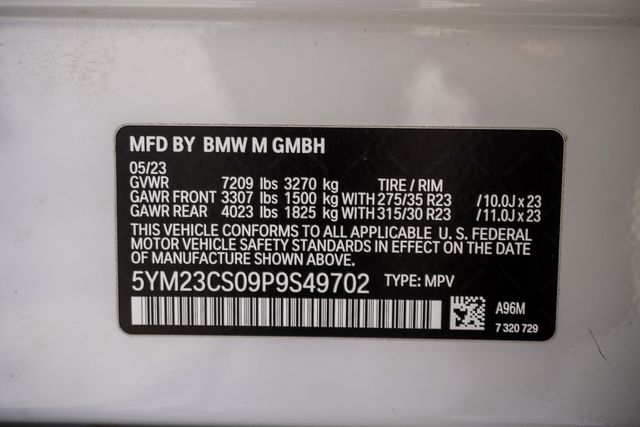 MFD BY BMW M GMBH
05/23
GVWR 7209 lbs 3270 kg TIRE / RIM
GAWR FRONT 3307 lbs 1500 kg WITH 275/35 R23 /10.0J x 23
GAWR REAR 4023 lbs 1825 kg WITH 315/30 R23 /11.0J x 23
THIS VEHICLE CONFORMS TO ALL APPLICABLE U. S. FEDERAL
MOTOR VEHICLE SAFETY STANDARDS IN EFFECT ON THE DATE
OF MANUFACTURE SHOWN ABOVE.
5YM23CS09P9S49702 TYPE: MPV
A96M
7 320 729